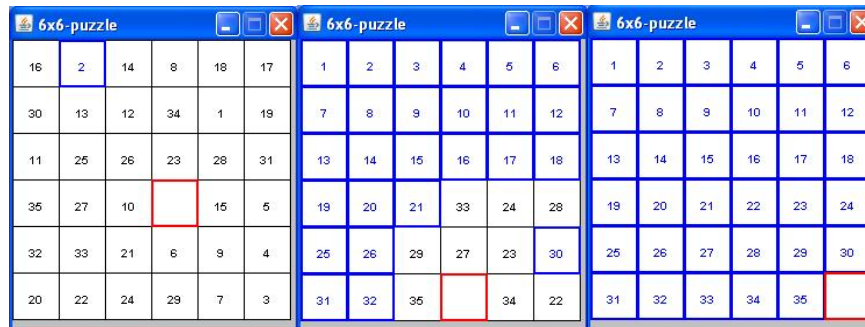 6x6-puzzle
16 2 14 8 18 17
30 13 12 34 1 19
11 25 26 23 28 31
35 27 10 15 5
32 33 21 6 9 4
20 22 24 29 7 3
6x6-puzzle
1 2 3 4 5 6
7 8 9 10 11 12
13 14 15 16 17 18
19 20 21 33 24 28
25 26 29 27 23 30
31 32 35 34 22
6x6-puzzle
1 2 3 4 5 6
7 8 9 10 11 12
13 14 15 16 17 18
19 20 21 22 23 24
25 26 27 28 29 30
31 32 33 34 35